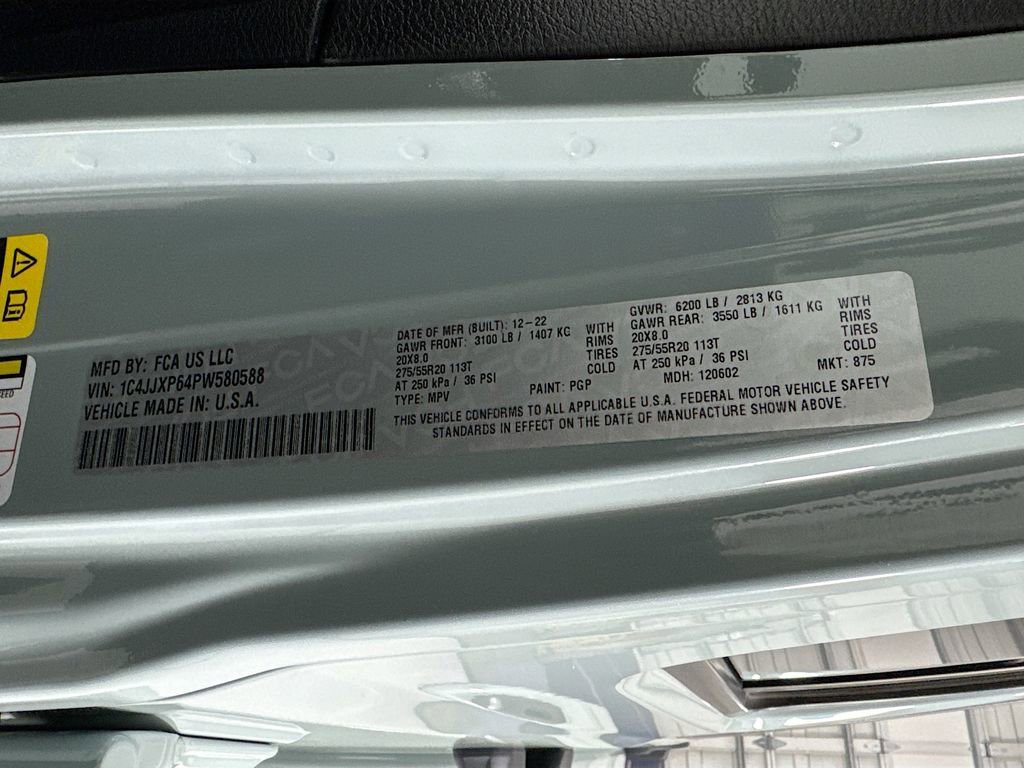 MFD BY: FCA US LLC
VIN: 1C4JJXP64PW580588
VEHICLE MADE IN: U.S.A.
DATE OF MFR (BUILT): 12-22
GAWR FRONT: 3100 LB / 1407 KG WITH
20X8.0 RIMS
275/55R20 113T TIRES
AT 250 kPa / 36 PSI COLD
TYPE: MPV PAINT: PGP
GVWR: 6200 LB / 2813 KG
GAWR REAR: 3550 LB / 1611 KG WITH
20X8.0 RIMS
275/55R20 113T TIRES
AT 250 kPa / 36 PSI COLD
MDH: 120602 MKT: 875
THIS VEHICLE CONFORMS TO ALL APPLICABLE U.S.A. FEDERAL MOTOR VEHICLE SAFETY
STANDARDS IN EFFECT ON THE DATE OF MANUFACTURE SHOWN ABOVE.